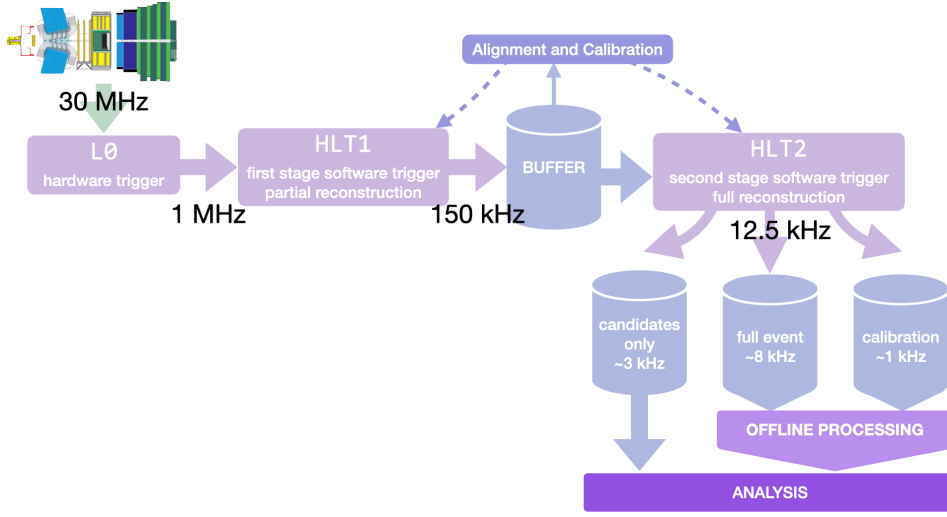 Alignment and Calibration
30 MHz
L0
hardware trigger
HLT1
first stage software trigger
partial reconstruction
BUFFER
HLT2
second stage software trigger
full reconstruction
1 MHz
150 kHz
12.5 kHz
candidates
only
~3 kHz
full event
~8 kHz
calibration
~1 kHz
OFFLINE PROCESSING
ANALYSIS